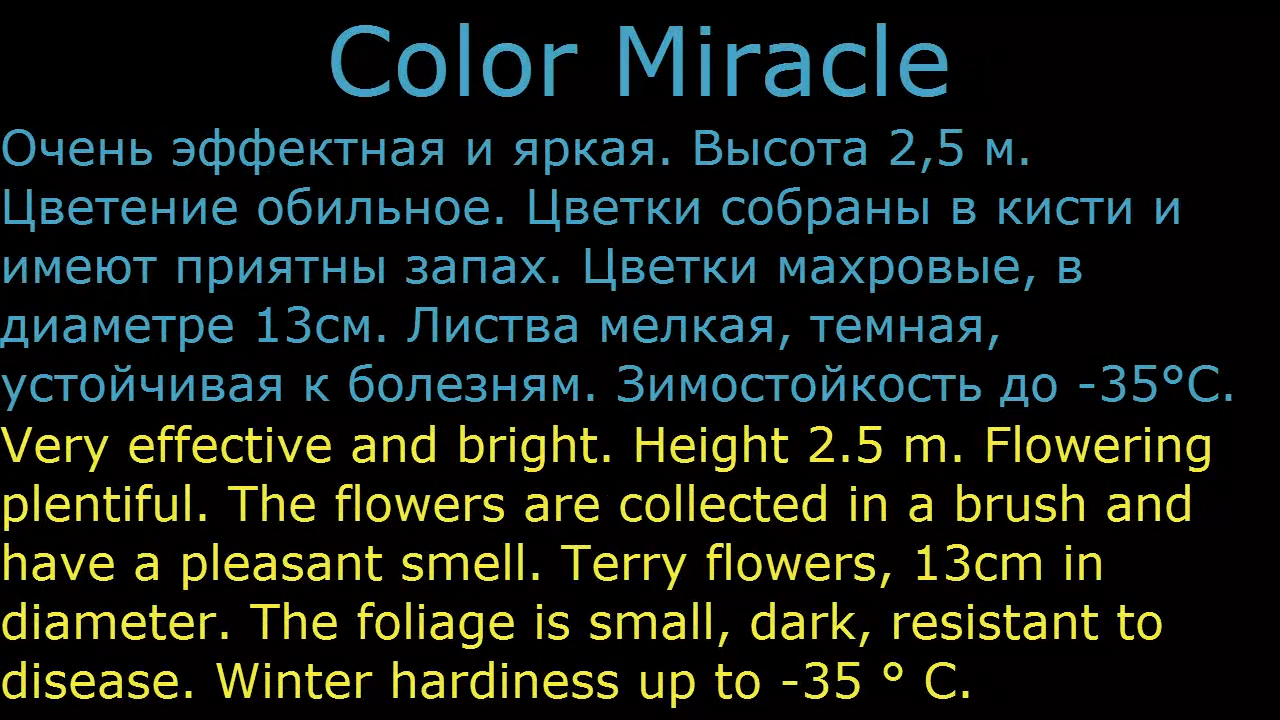 Color Miracle
Очень эффектная и яркая. Высота 2,5 м.
Цветение обильное. Цветки собраны в кисти и
имеют приятны запах. Цветки махровые, в
диаметре 13см. Листва мелкая, темная,
устойчивая к болезням. Зимостойкость до -35°С.
Very effective and bright. Height 2.5 m. Flowering
plentiful. The flowers are collected in a brush and
have a pleasant smell. Terry flowers, 13cm in
diameter. The foliage is small, dark, resistant to
disease. Winter hardiness up to -35 ° C.